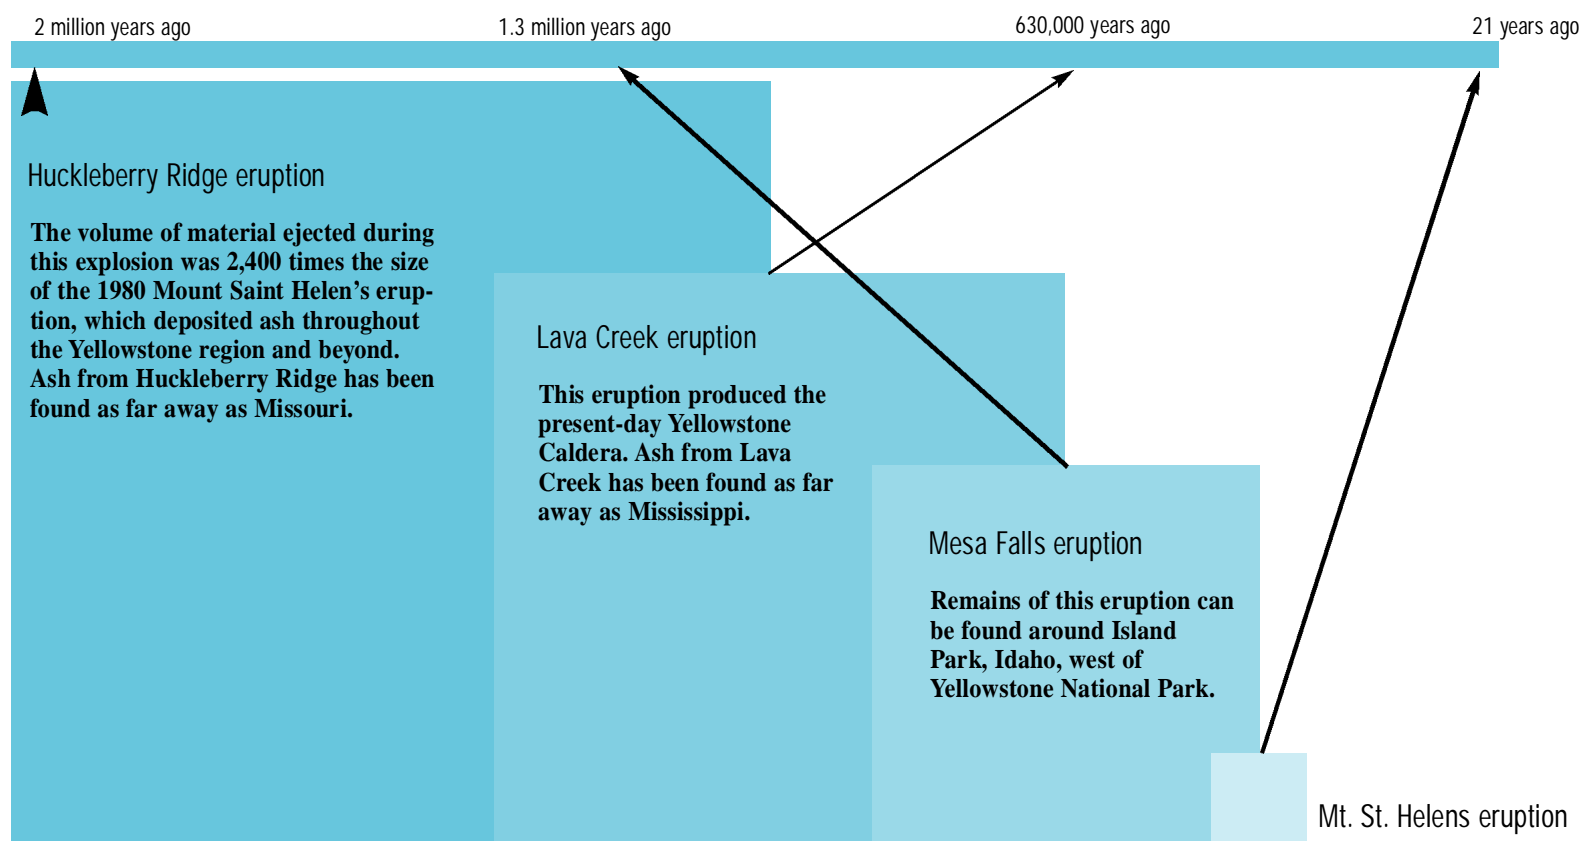 2 million years ago
1.3 million years ago
630,000 years ago
21 years ago
Huckleberry Ridge eruption
The volume of material ejected during
this explosion was 2,400 times the size
of the 1980 Mount Saint Helen’s erup-
tion, which deposited ash throughout
the Yellowstone region and beyond.
Ash from Huckleberry Ridge has been
found as far away as Missouri.
Lava Creek eruption
This eruption produced the
present-day Yellowstone
Caldera. Ash from Lava
Creek has been found as far
away as Mississippi.
Mesa Falls eruption
Remains of this eruption can
be found around Island
Park, Idaho, west of
Yellowstone National Park.
Mt. St. Helens eruption